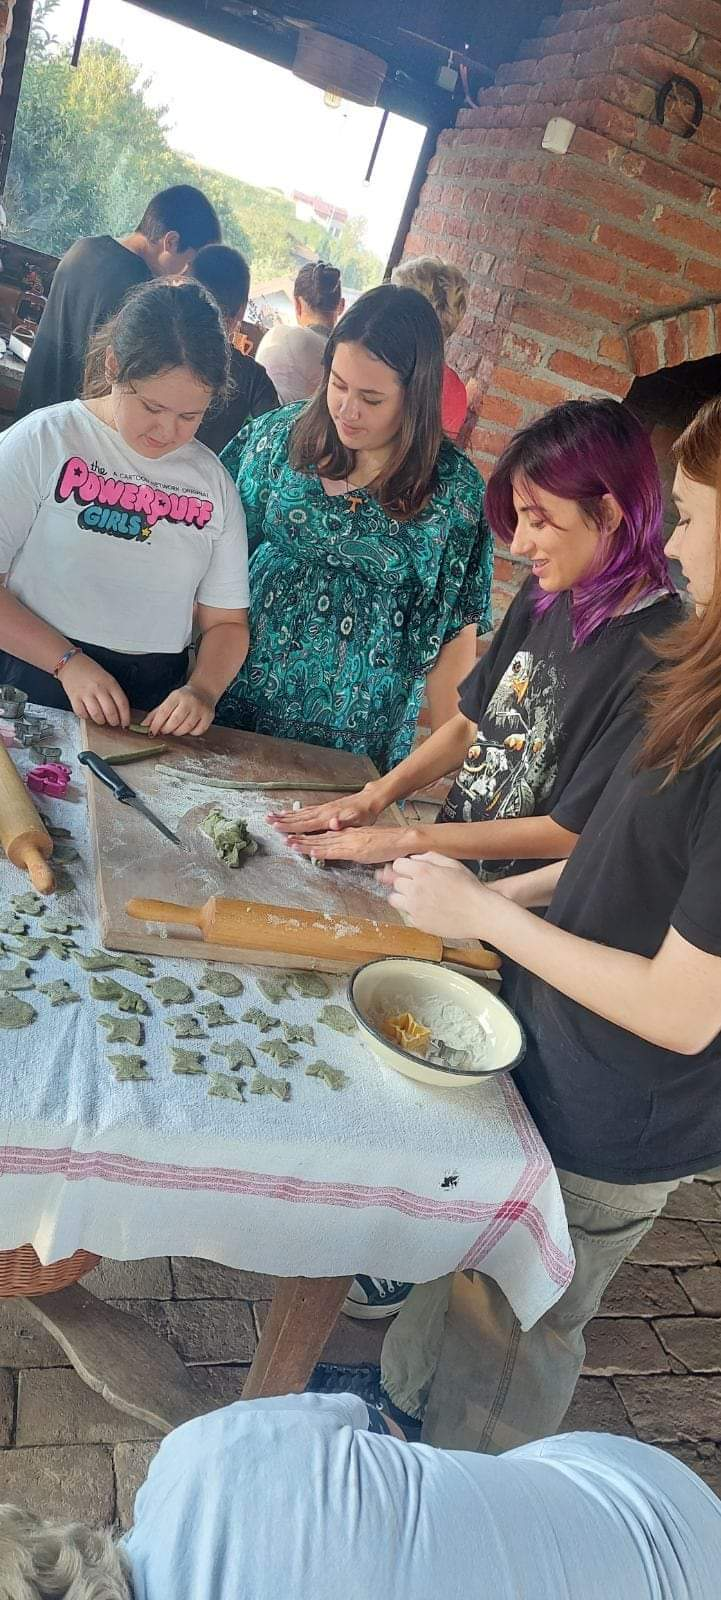 the
A CARTOON NETWORK ORIGINAL
POWERPUFF
GIRLS